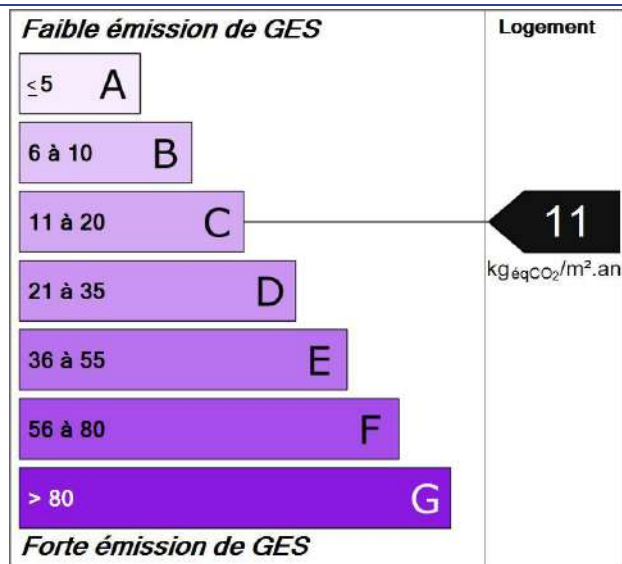 Faible émission de GES
Logement
≤5 A
6 à 10 B
11 à 20 C
11
kgéqCO₂/m².an
21 à 35 D
36 à 55 E
56 à 80 F
> 80 G
Forte émission de GES